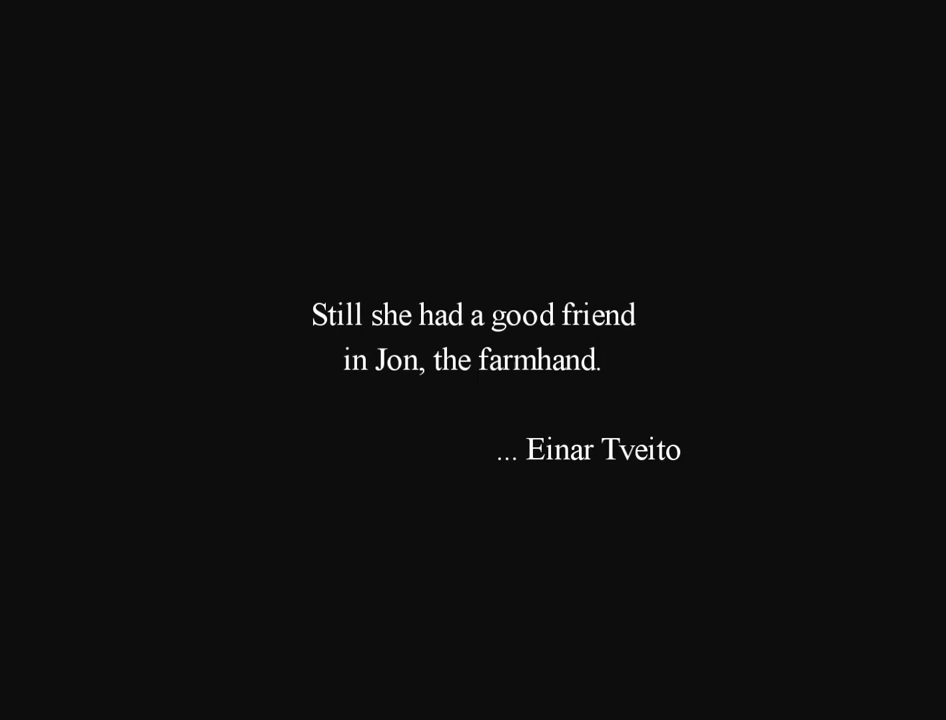 Still she had a good friend
in Jon, the farmhand.
... Einar Tveito